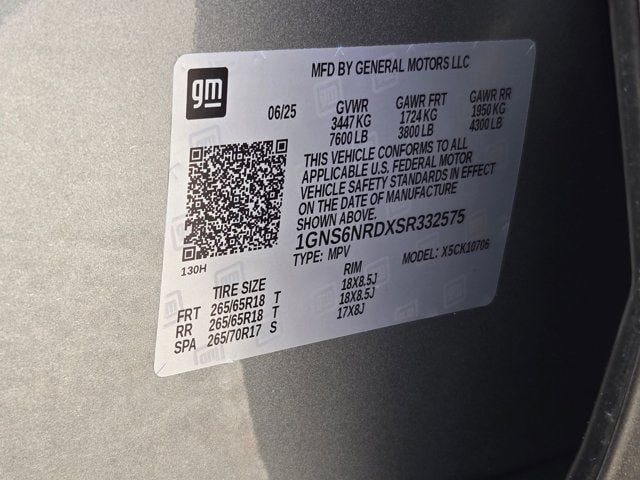 MFD BY GENERAL MOTORS LLC
gm
06/25 GVWR GAWR FRT GAWR RR
3447 KG 1724 KG 1950 KG
7600 LB 3800 LB 4300 LB
THIS VEHICLE CONFORMS TO ALL
APPLICABLE U.S. FEDERAL MOTOR
VEHICLE SAFETY STANDARDS IN EFFECT
ON THE DATE OF MANUFACTURE
SHOWN ABOVE.
1GNS6NRDXSR332575
TYPE: MPV MODEL: X5CK10706
130H
TIRE SIZE RIM
FRT 265/65R18 T 18X8.5J
RR 265/65R18 T 18X8.5J
SPA 265/70R17 S 17X8J